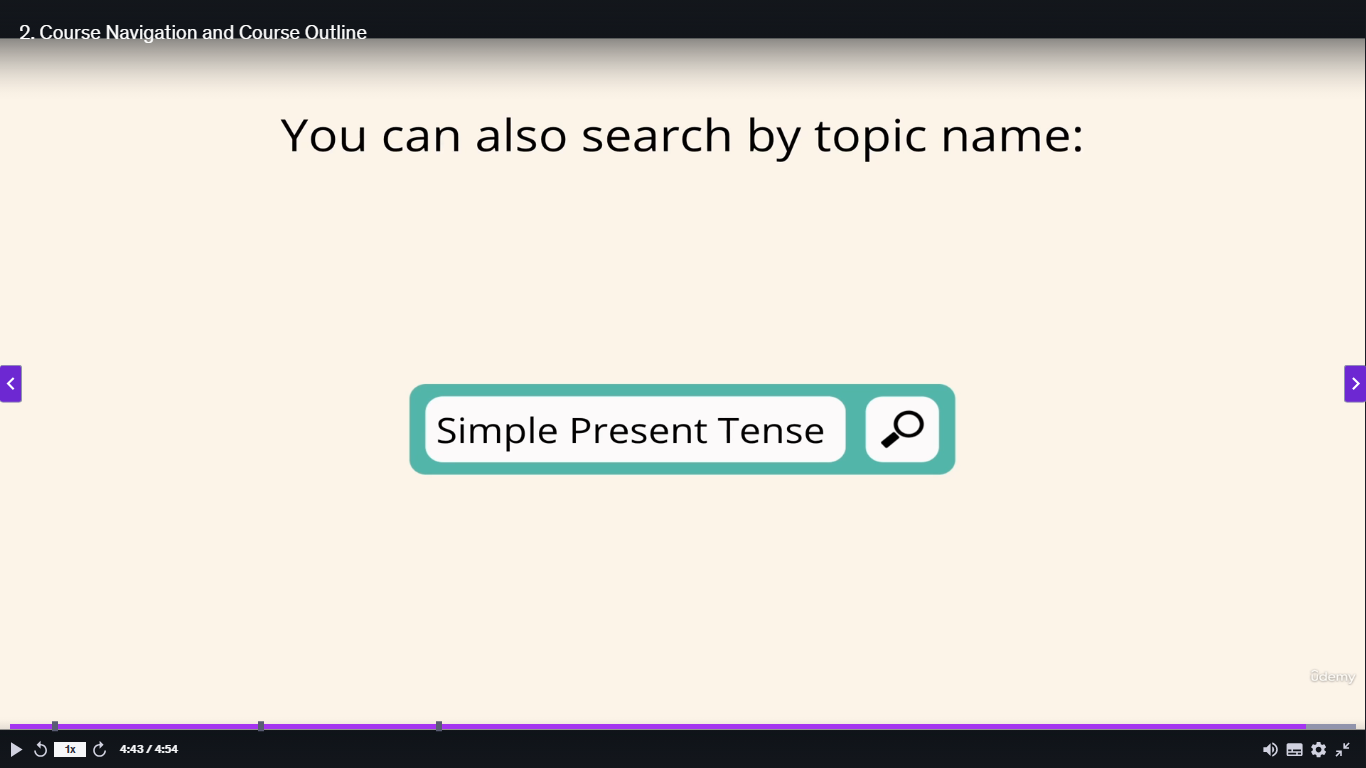 2. Course Navigation and Course Outline
You can also search by topic name:
Simple Present Tense
ûdemy
1x
4:43 / 4:54